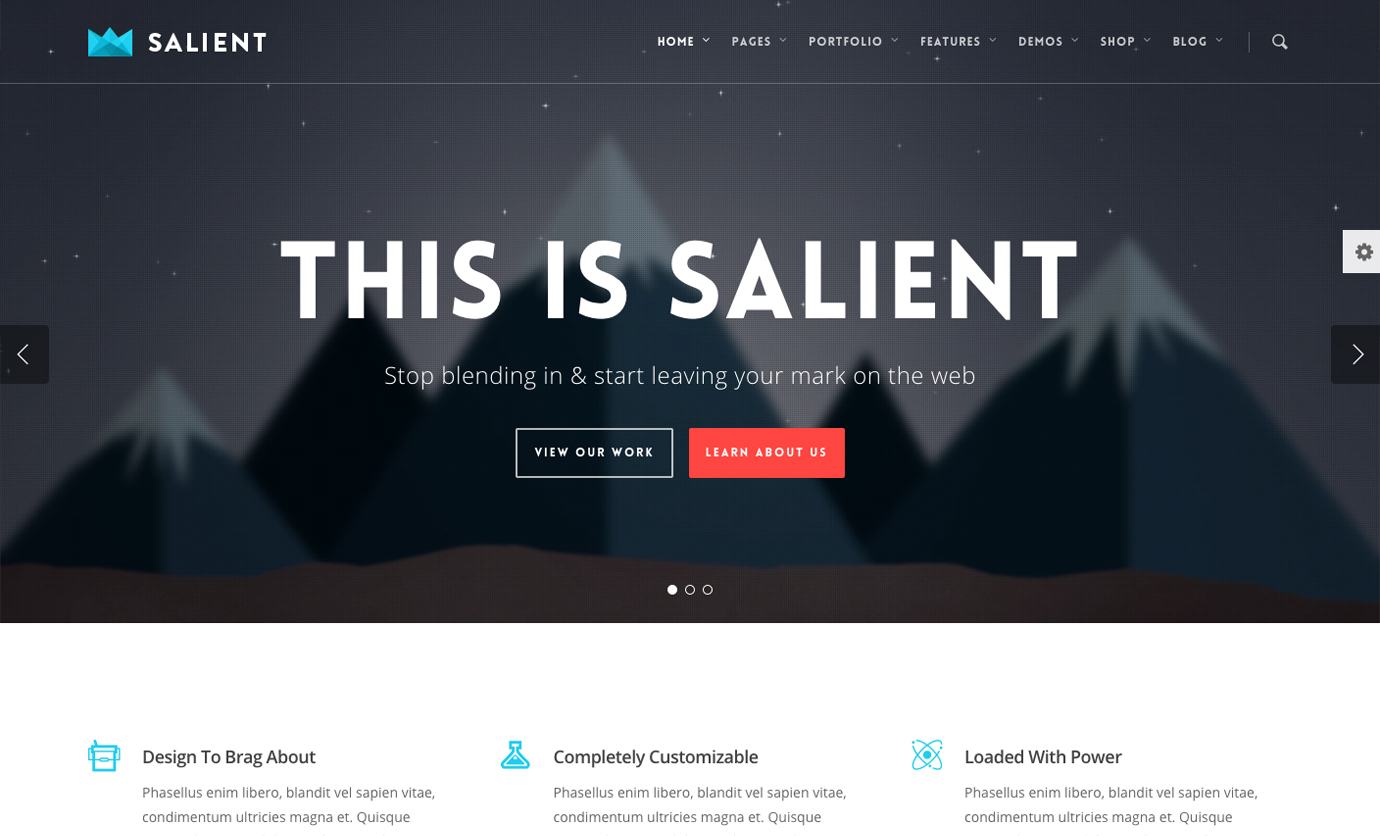 SALIENT
HOME PAGES PORTFOLIO FEATURES DEMOS SHOP BLOG
THIS IS SALIENT
Stop blending in & start leaving your mark on the web
VIEW OUR WORK LEARN ABOUT US
Design To Brag About
Phasellus enim libero, blandit vel sapien vitae,
condimentum ultricies magna et. Quisque
Completely Customizable
Phasellus enim libero, blandit vel sapien vitae,
condimentum ultricies magna et. Quisque
Loaded With Power
Phasellus enim libero, blandit vel sapien vitae,
condimentum ultricies magna et. Quisque